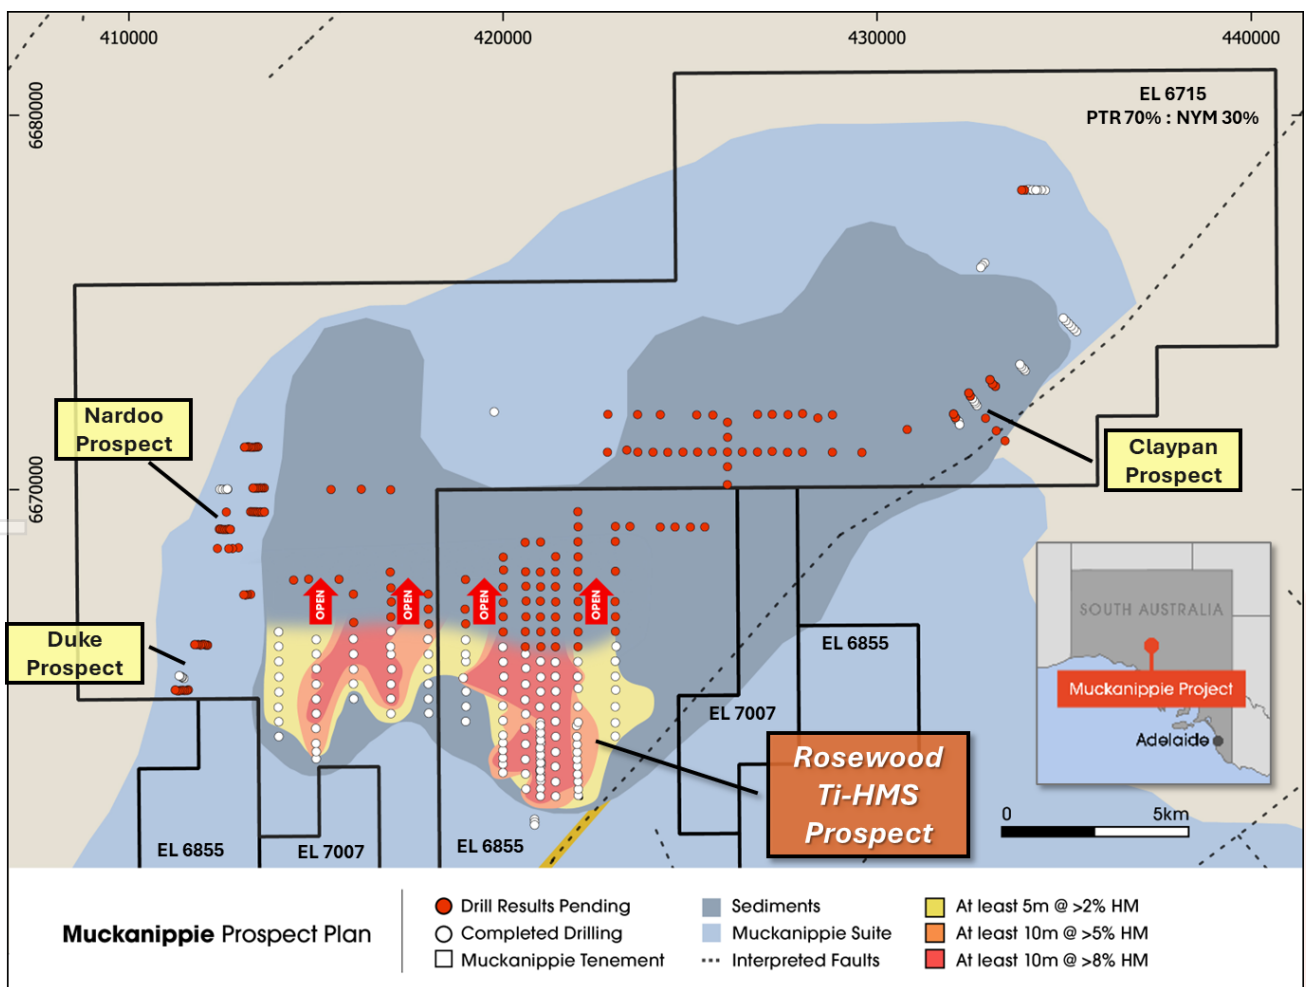 410000
420000
430000
440000
6680000
6670000
EL 6715
PTR 70% : NYM 30%
Nardoo
Prospect
Claypan
Prospect
Duke
Prospect
OPEN
OPEN
OPEN
OPEN
EL 6855
EL 7007
Rosewood
Ti-HMS
Prospect
EL 6855
EL 7007
EL 6855
SOUTH AUSTRALIA
Muckanippie Project
Adelaide
0
5km
Muckanippie Prospect Plan
Drill Results Pending
Completed Drilling
Muckanippie Tenement
Sediments
Muckanippie Suite
Interpreted Faults
At least 5m @ >2% HM
At least 10m @ >5% HM
At least 10m @ >8% HM